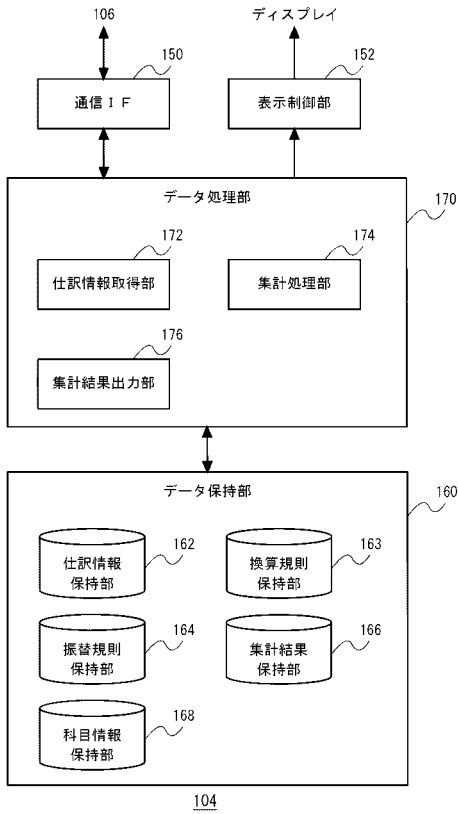 106
ディスプレイ
150
152
通信IF
表示制御部
データ処理部
170
172
174
仕訳情報取得部
集計処理部
176
集計結果出力部
データ保持部
160
162
163
仕訳情報
保持部
換算規則
保持部
164
166
振替規則
保持部
集計結果
保持部
168
科目情報
保持部
104